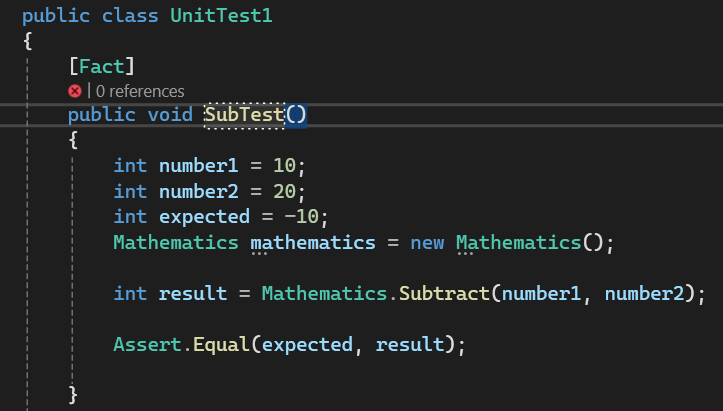 public class UnitTest1
{
[Fact]
| 0 references
public void SubTest()
{
int number1 = 10;
int number2 = 20;
int expected = -10;
Mathematics mathematics = new Mathematics();
int result = Mathematics.Subtract(number1, number2);
Assert.Equal(expected, result);
}